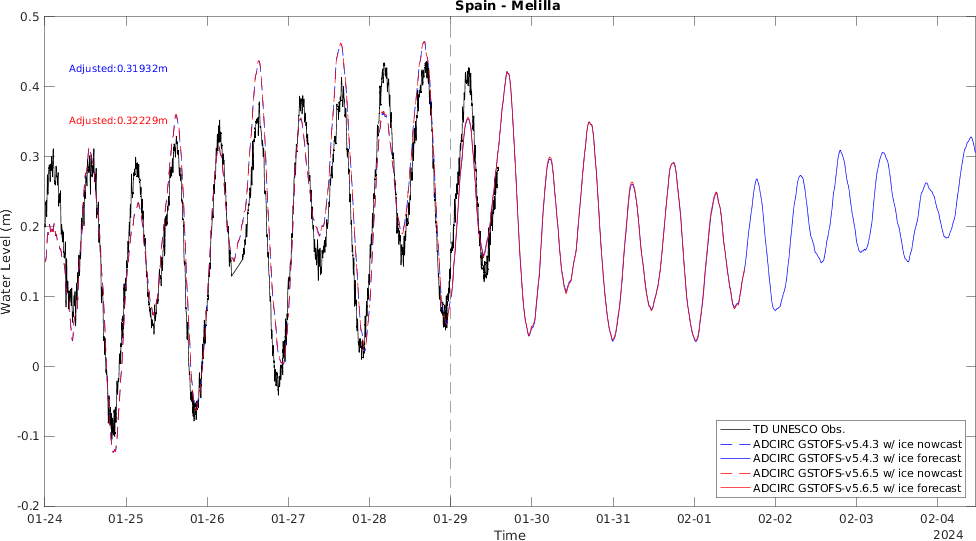 Spain - Melilla
0.5
0.4
0.3
0.2
0.1
0
-0.1
-0.2
Water Level (m)
Adjusted:0.31932m
Adjusted:0.32229m
TD UNESCO Obs.
ADCIRC GSTOFS-v5.4.3 w/ ice nowcast
ADCIRC GSTOFS-v5.4.3 w/ ice forecast
ADCIRC GSTOFS-v5.6.5 w/ ice nowcast
ADCIRC GSTOFS-v5.6.5 w/ ice forecast
01-24 01-25 01-26 01-27 01-28 01-29 01-30 01-31 02-01 02-02 02-03 02-04
Time
2024